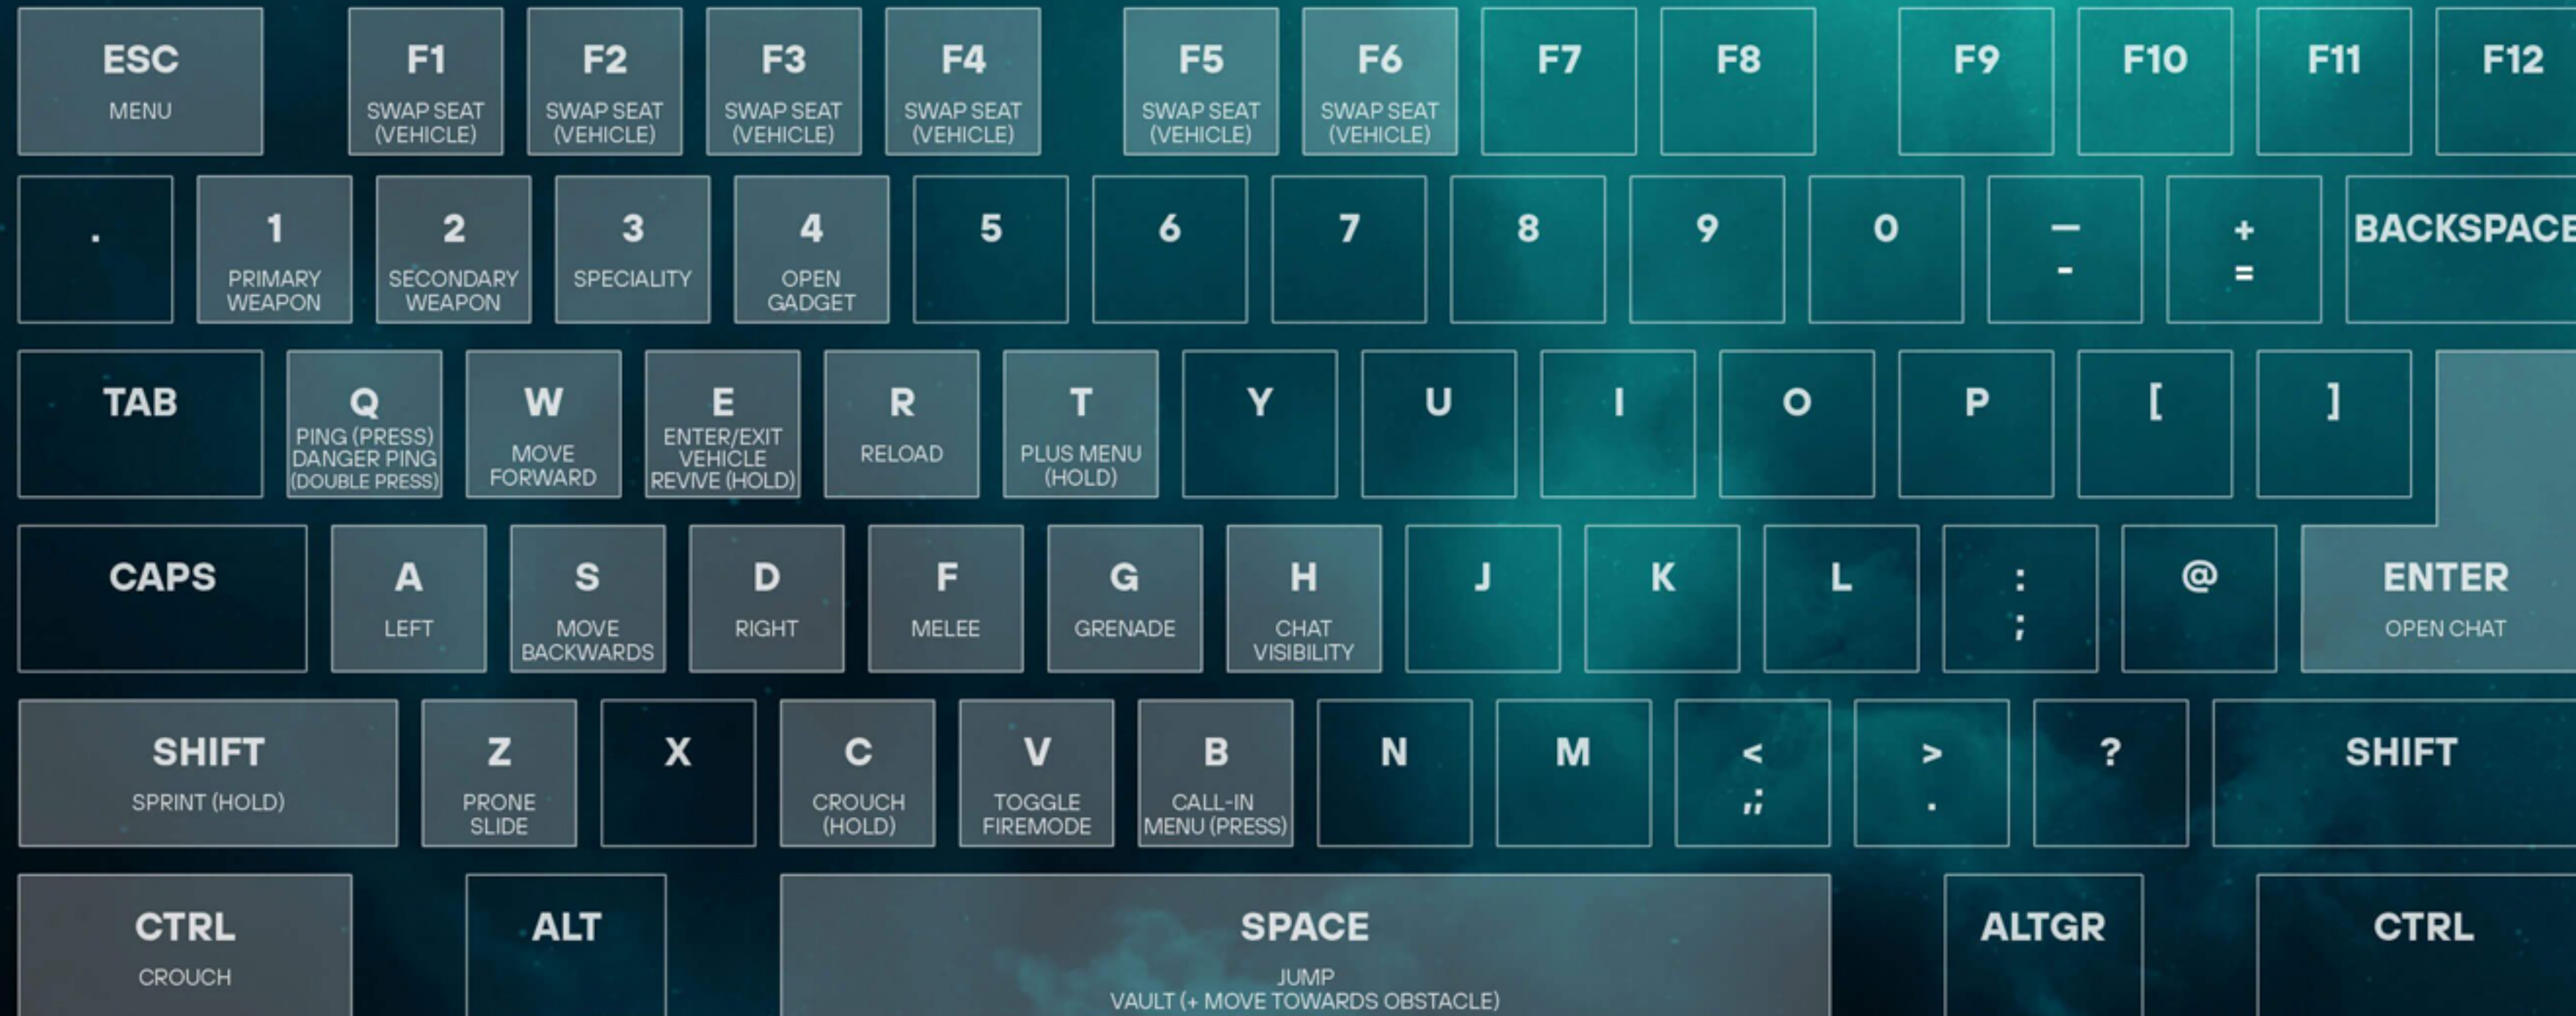 ESC F1 F2 F3 F4 F5 F6 F7 F8 F9 F10 F11 F12
MENU SWAP SEAT SWAP SEAT SWAP SEAT SWAP SEAT SWAP SEAT SWAP SEAT
(VEHICLE) (VEHICLE) (VEHICLE) (VEHICLE) (VEHICLE) (VEHICLE)
. 1 2 3 4 5 6 7 8 9 0 — + BACKSPACE
- =
PRIMARY SECONDARY SPECIALITY OPEN
WEAPON WEAPON GADGET
TAB Q W E R T Y U I O P [ ]
PING (PRESS) ENTER/EXIT
DANGER PING MOVE VEHICLE RELOAD PLUS MENU
(DOUBLE PRESS) FORWARD REVIVE (HOLD) (HOLD)
CAPS A S D F G H J K L : @ ENTER
LEFT MOVE RIGHT MELEE GRENADE CHAT ; OPEN CHAT
BACKWARDS VISIBILITY
SHIFT Z X C V B N M < > ? SHIFT
SPRINT (HOLD) PRONE CROUCH TOGGLE CALL-IN ,; .
SLIDE (HOLD) FIREMODE MENU (PRESS)
CTRL ALT SPACE ALTGR CTRL
CROUCH JUMP
VAULT (+ MOVE TOWARDS OBSTACLE)